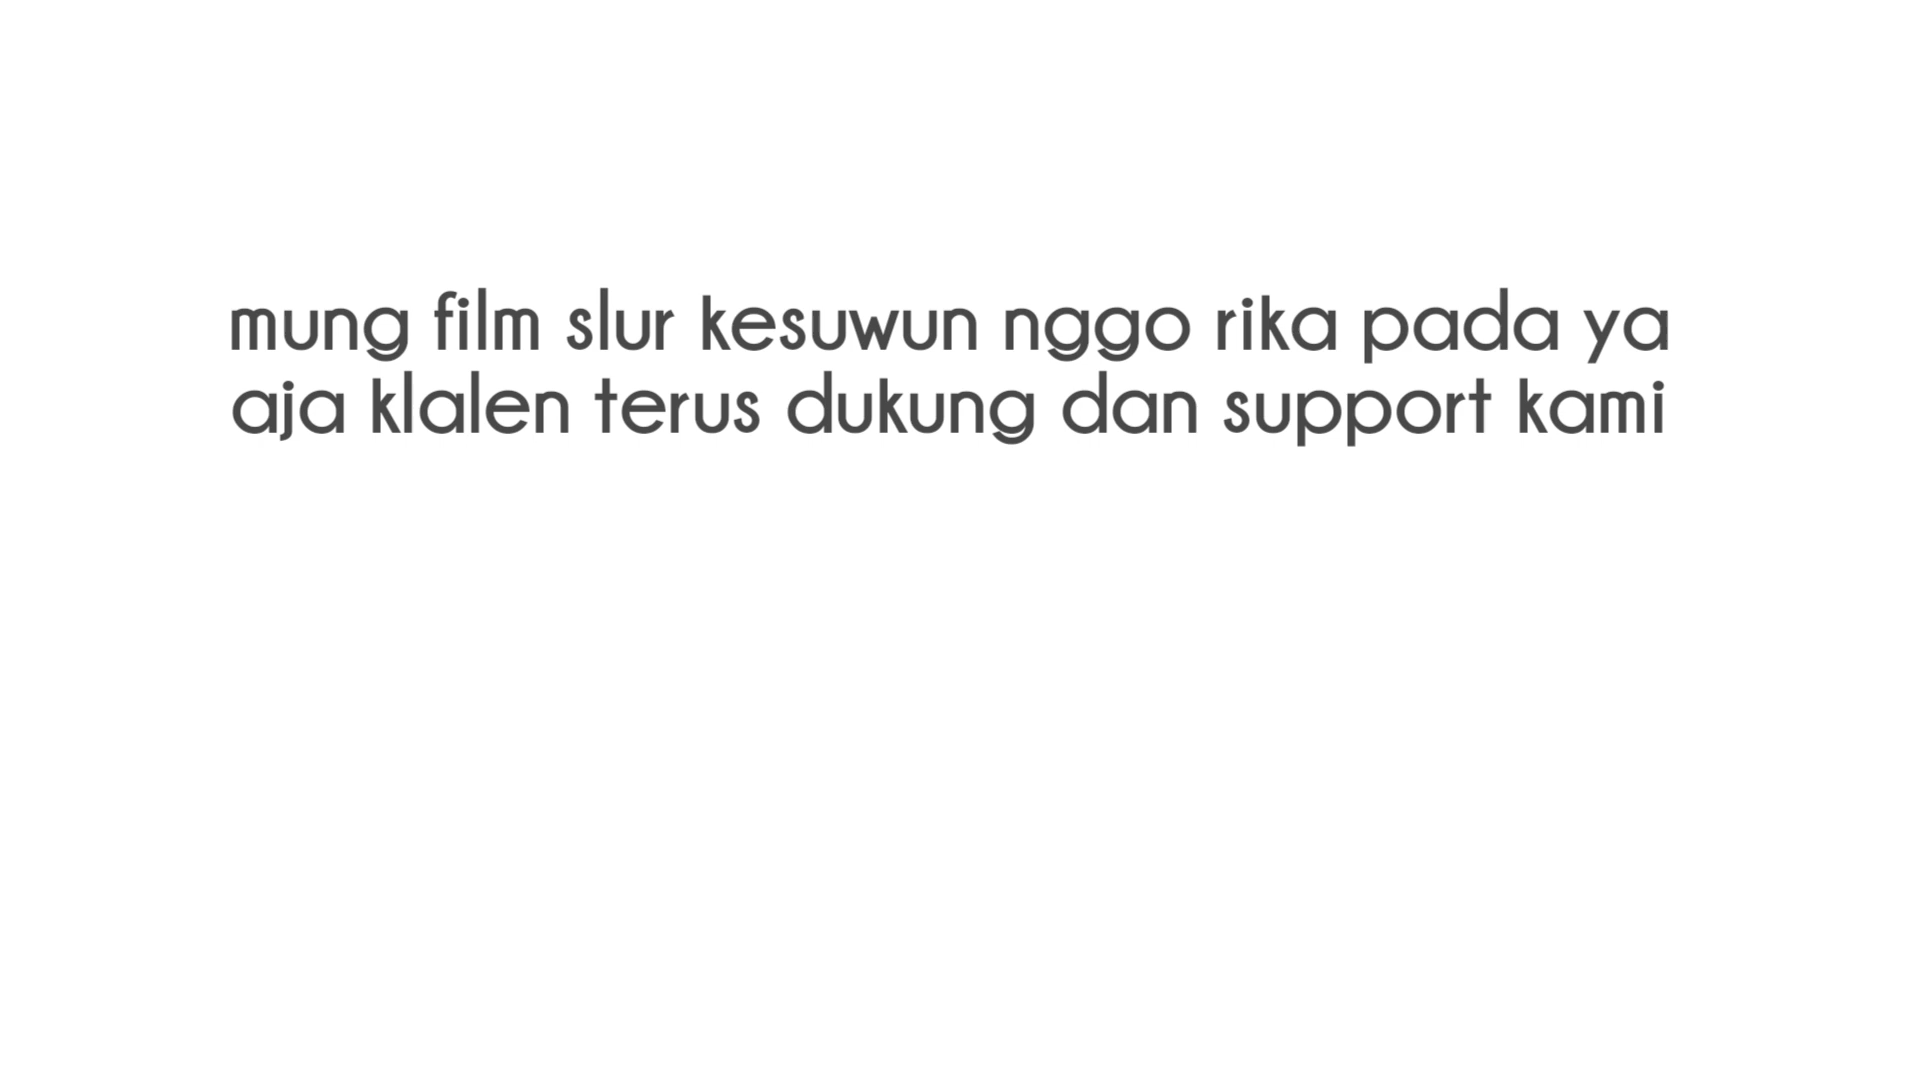 mung film slur kesuwun nggo rika pada ya
aja klalen terus dukung dan support kami